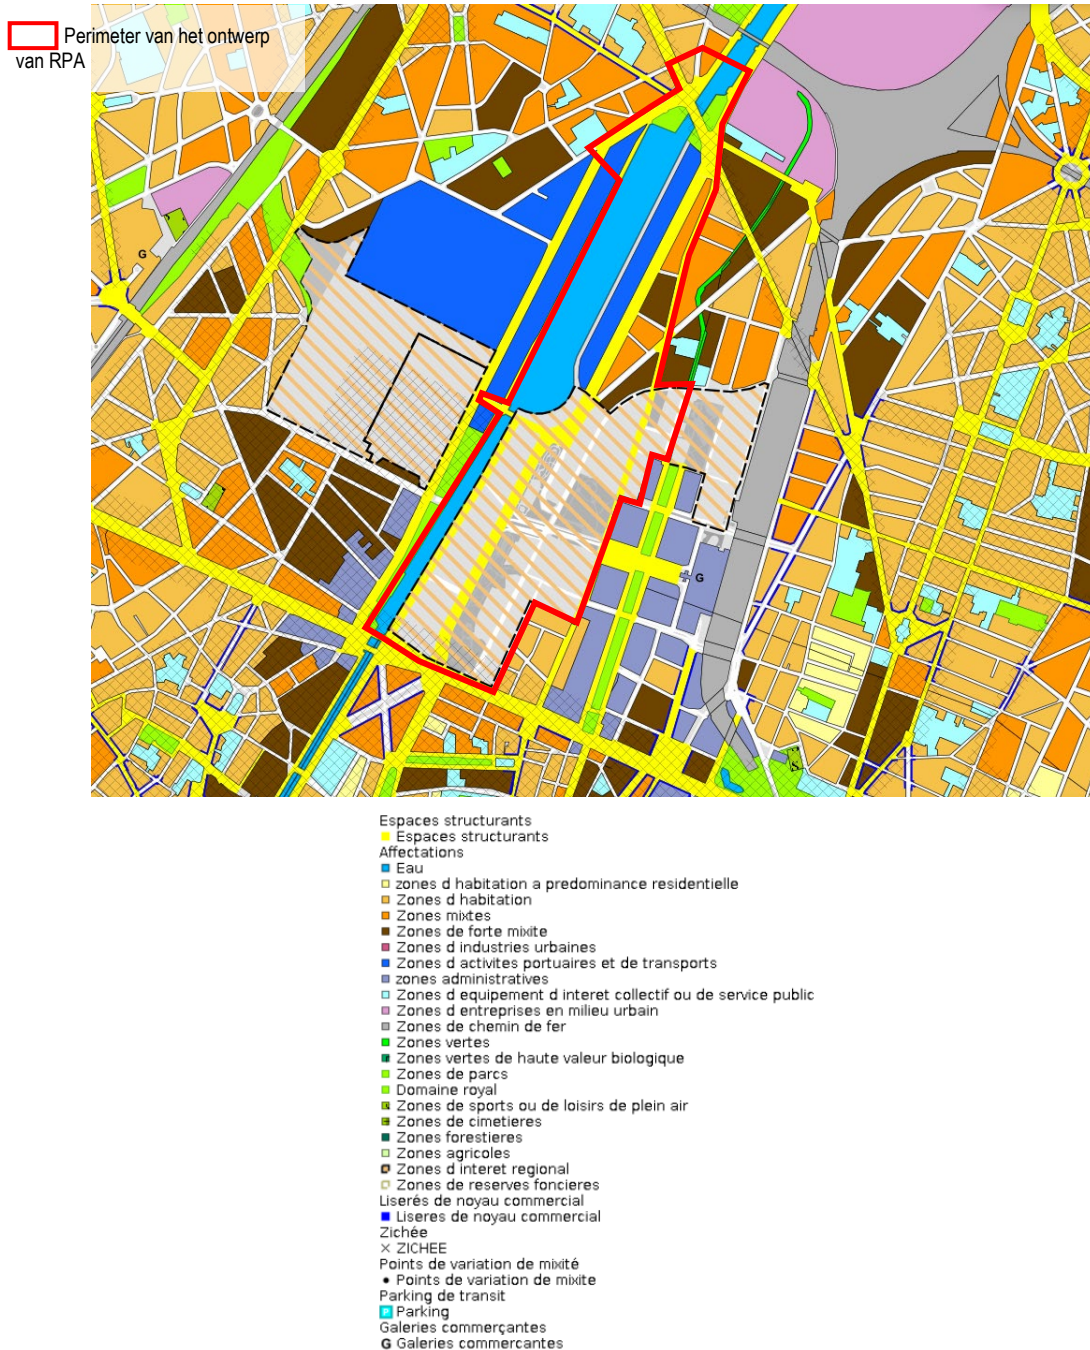 Perimeter van het ontwerp
van RPA
G
G
Espaces structurants
Espaces structurants
Affectations
Eau
zones d habitation a predominance residentielle
Zones d habitation
Zones mixtes
Zones de forte mixite
Zones d industries urbaines
Zones d activites portuaires et de transports
zones administratives
Zones d equipement d interet collectif ou de service public
Zones d entreprises en milieu urbain
Zones de chemin de fer
Zones vertes
Zones vertes de haute valeur biologique
Zones de parcs
Domaine royal
Zones de sports ou de loisirs de plein air
Zones de cimetieres
Zones forestieres
Zones agricoles
Zones d interet regional
Zones de reserves foncieres
Liserés de noyau commercial
Liseres de noyau commercial
Zichée
ZICHEE
Points de variation de mixité
Points de variation de mixite
Parking de transit
P Parking
Galeries commerçantes
G Galeries commercantes